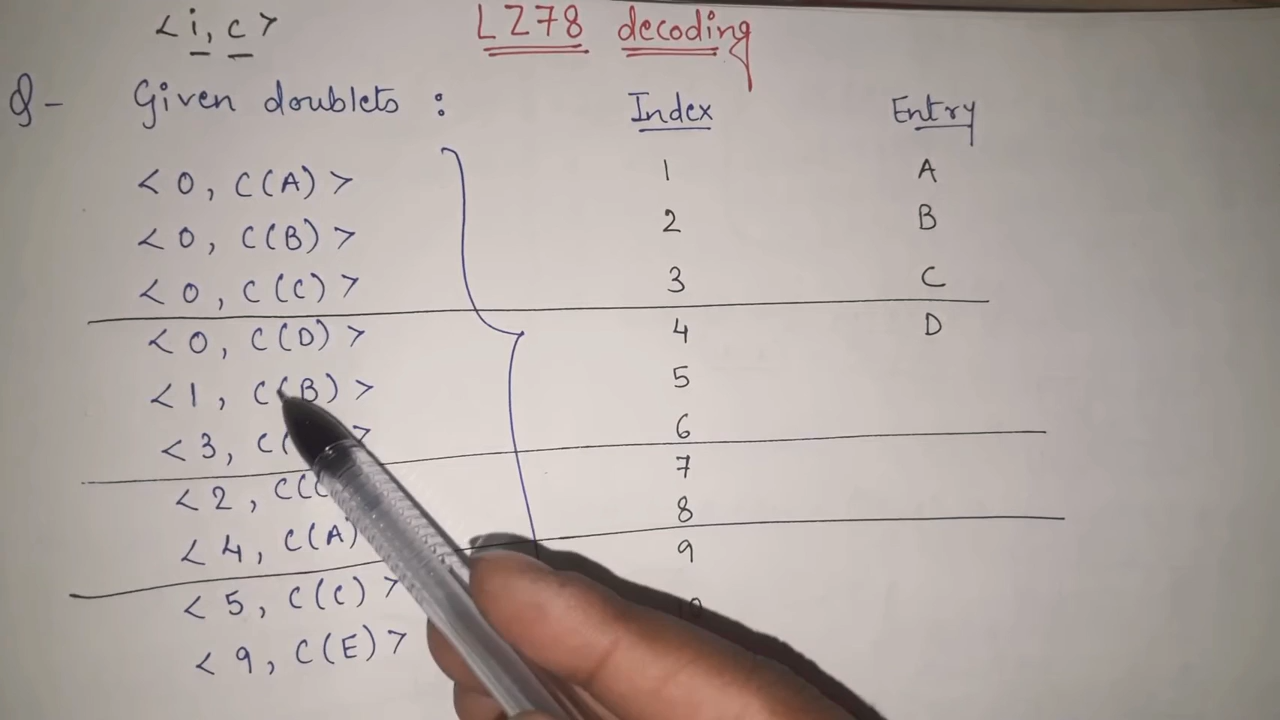 <i, c> LZ78 decoding
Q- Given doublets : Index Entry
<0, C(A)> 1 A
<0, C(B)> 2 B
<0, C(C)> 3 C
<0, C(D)> 4 D
<1, C(B)> 5
<3, C( > 6
<2, C(C 7
<4, C(A) 8
<5, C(C)> 9
<9, C(E)> 10